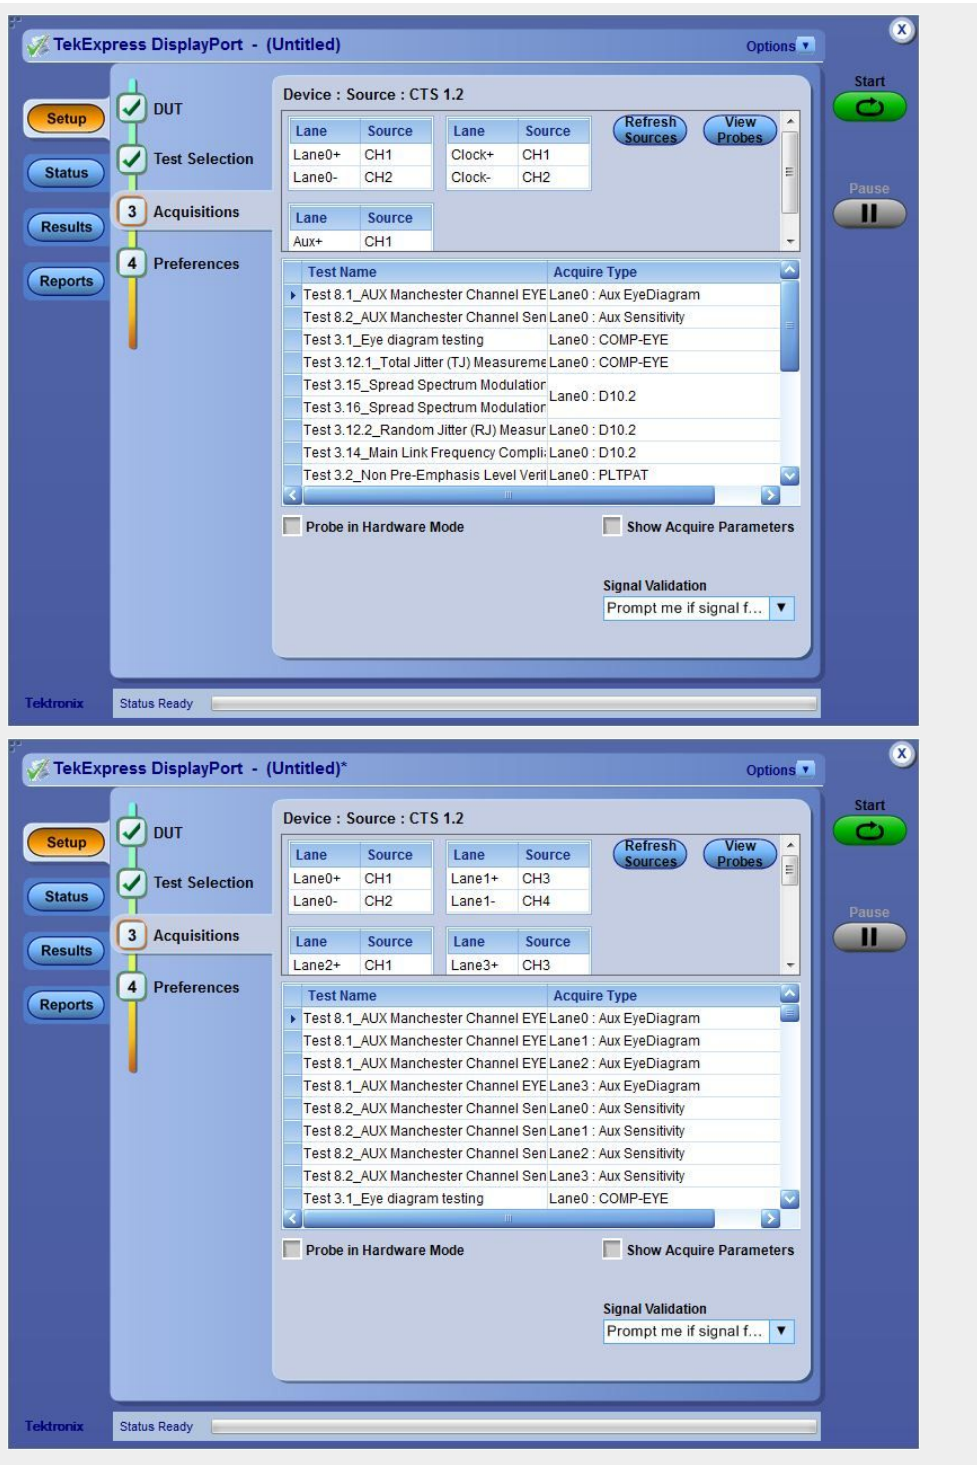 TekExpress DisplayPort - (Untitled)
Options
X
Start
Pause
Setup
Status
Results
Reports
DUT
Test Selection
3 Acquisitions
4 Preferences
Device : Source : CTS 1.2
Lane Source Lane Source
Lane0+ CH1 Clock+ CH1
Lane0- CH2 Clock- CH2
Refresh Sources
View Probes
Lane Source
Aux+ CH1
Test Name Acquire Type
Test 8.1_AUX Manchester Channel EYE Lane0 : Aux EyeDiagram
Test 8.2_AUX Manchester Channel Sen Lane0 : Aux Sensitivity
Test 3.1_Eye diagram testing Lane0 : COMP-EYE
Test 3.12.1_Total Jitter (TJ) Measureme Lane0 : COMP-EYE
Test 3.15_Spread Spectrum Modulation
Lane0 : D10.2
Test 3.16_Spread Spectrum Modulation
Test 3.12.2_Random Jitter (RJ) Measur Lane0 : D10.2
Test 3.14_Main Link Frequency Compli Lane0 : D10.2
Test 3.2_Non Pre-Emphasis Level Verif Lane0 : PLTPAT
Probe in Hardware Mode
Show Acquire Parameters
Signal Validation
Prompt me if signal f...
Tektronix
Status Ready
TekExpress DisplayPort - (Untitled)*
Options
X
Start
Pause
Setup
Status
Results
Reports
DUT
Test Selection
3 Acquisitions
4 Preferences
Device : Source : CTS 1.2
Lane Source Lane Source
Lane0+ CH1 Lane1+ CH3
Lane0- CH2 Lane1- CH4
Refresh Sources
View Probes
Lane Source Lane Source
Lane2+ CH1 Lane3+ CH3
Test Name Acquire Type
Test 8.1_AUX Manchester Channel EYE Lane0 : Aux EyeDiagram
Test 8.1_AUX Manchester Channel EYE Lane1 : Aux EyeDiagram
Test 8.1_AUX Manchester Channel EYE Lane2 : Aux EyeDiagram
Test 8.1_AUX Manchester Channel EYE Lane3 : Aux EyeDiagram
Test 8.2_AUX Manchester Channel Sen Lane0 : Aux Sensitivity
Test 8.2_AUX Manchester Channel Sen Lane1 : Aux Sensitivity
Test 8.2_AUX Manchester Channel Sen Lane2 : Aux Sensitivity
Test 8.2_AUX Manchester Channel Sen Lane3 : Aux Sensitivity
Test 3.1_Eye diagram testing Lane0 : COMP-EYE
Probe in Hardware Mode
Show Acquire Parameters
Signal Validation
Prompt me if signal f...
Tektronix
Status Ready